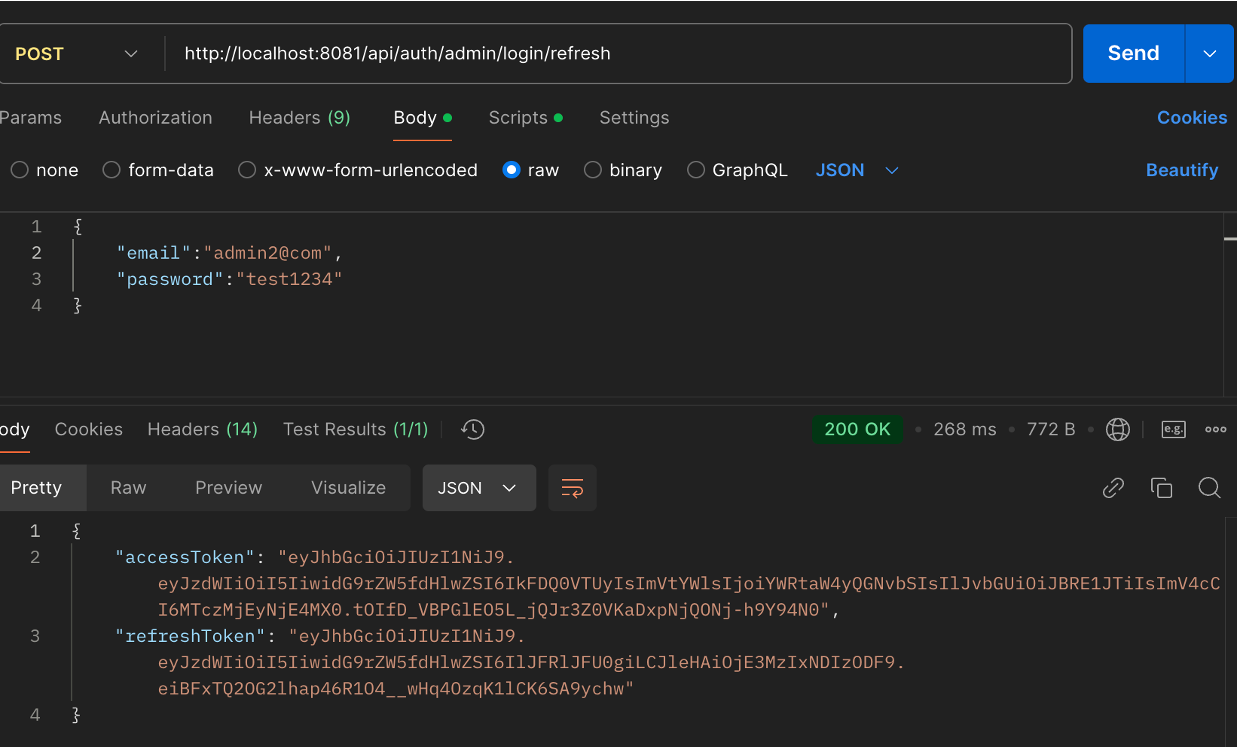 POST http://localhost:8081/api/auth/admin/login/refresh Send
Params Authorization Headers (9) Body Scripts Settings Cookies
none form-data x-www-form-urlencoded raw binary GraphQL JSON Beautify
1 {
2 "email":"admin2@com",
3 "password":"test1234"
4 }
ody Cookies Headers (14) Test Results (1/1) 200 OK • 268 ms • 772 B • e.g.
Pretty Raw Preview Visualize JSON
1 {
2 "accessToken": "eyJhbGciOiJIUzI1NiJ9.
eyJzdWIiOiI5IiwidG9rZW5fdHlwZSI6IkFDQ0VTUyIsImVtYWlsIjoiYWRtaW4yQGNvbSIsIlJvbGUiOiJBRE1JTiIsImV4cC
I6MTczMjEyNjE4MX0.tOIfD_VBPGlEO5L_jQJr3Z0VKaDxpNjQONj-h9Y94N0",
3 "refreshToken": "eyJhbGciOiJIUzI1NiJ9.
eyJzdWIiOiI5IiwidG9rZW5fdHlwZSI6IlJFRlJFU0giLCJleHAiOjE3MzIxNDIzODF9.
eiBFxTQ2OG2lhap46R1O4__wHq4OzqK1lCK6SA9ychw"
4 }